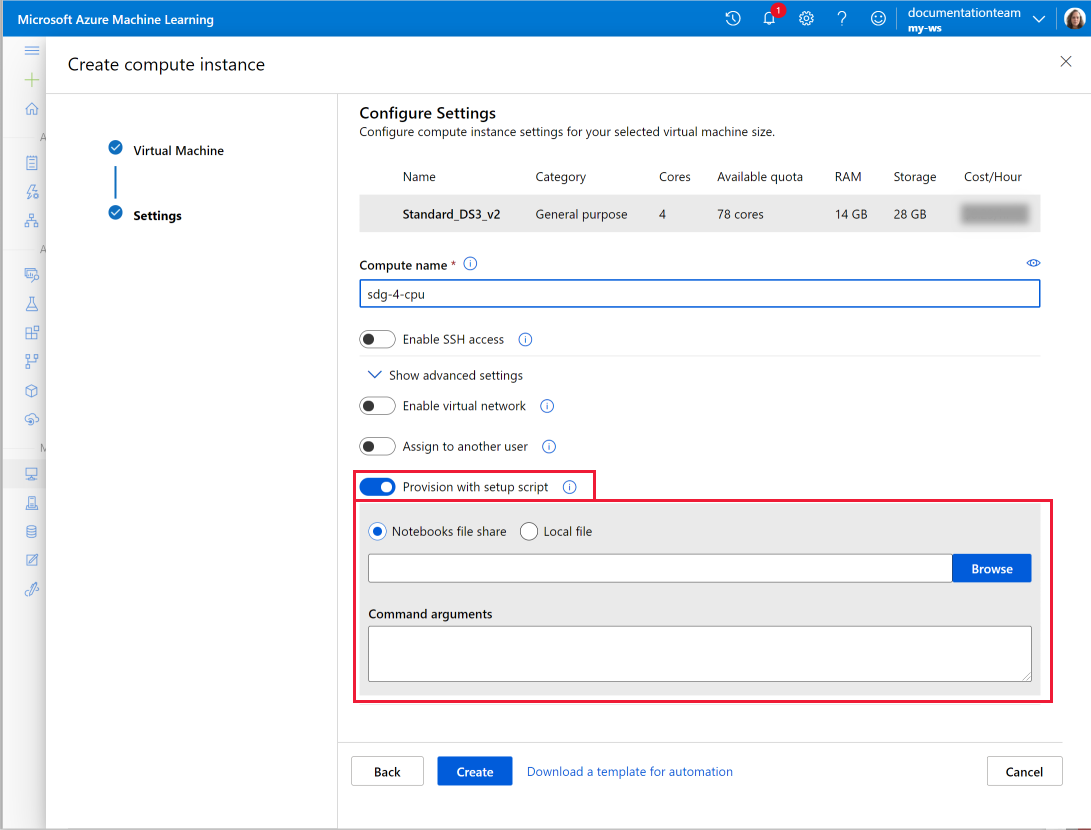 Microsoft Azure Machine Learning
1
documentationteam
my-ws
Create compute instance
Virtual Machine
Settings
Configure Settings
Configure compute instance settings for your selected virtual machine size.
Name Category Cores Available quota RAM Storage Cost/Hour
Standard_DS3_v2 General purpose 4 78 cores 14 GB 28 GB
Compute name *
sdg-4-cpu
Enable SSH access
Show advanced settings
Enable virtual network
Assign to another user
Provision with setup script
Notebooks file share Local file
Browse
Command arguments
Back Create Download a template for automation Cancel